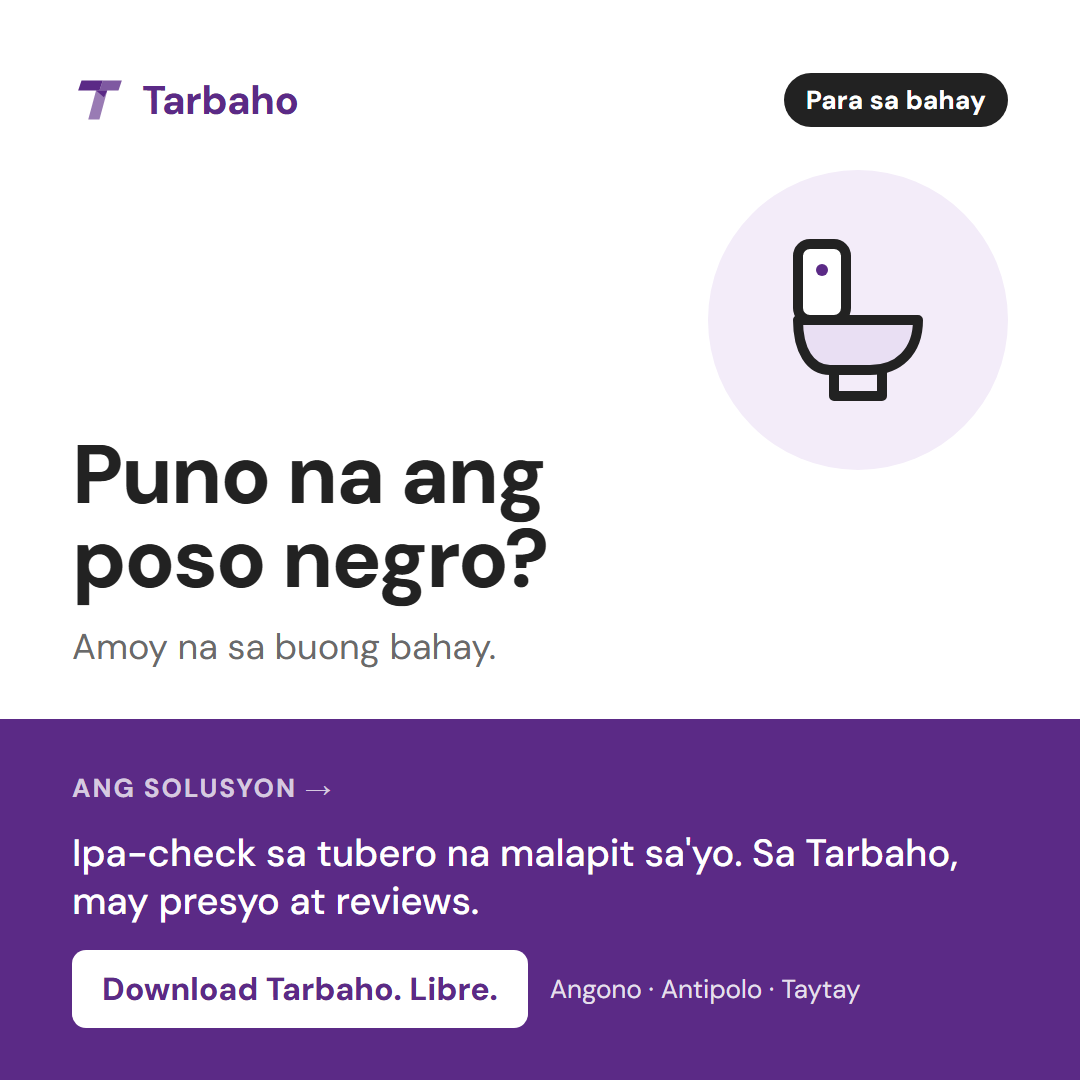 Tarbaho
Para sa bahay
Puno na ang
poso negro?
Amoy na sa buong bahay.
ANG SOLUSYON →
Ipa-check sa tubero na malapit sa'yo. Sa Tarbaho,
may presyo at reviews.
Download Tarbaho. Libre.
Angono · Antipolo · Taytay